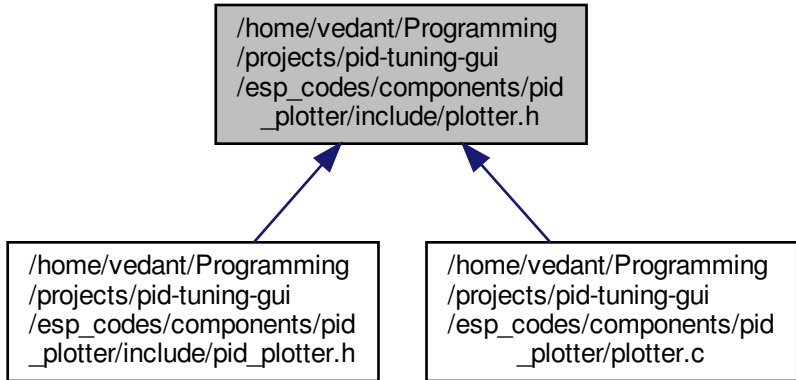 /home/vedant/Programming
/projects/pid-tuning-gui
/esp_codes/components/pid
_plotter/include/plotter.h
/home/vedant/Programming
/projects/pid-tuning-gui
/esp_codes/components/pid
_plotter/include/pid_plotter.h
/home/vedant/Programming
/projects/pid-tuning-gui
/esp_codes/components/pid
_plotter/plotter.c